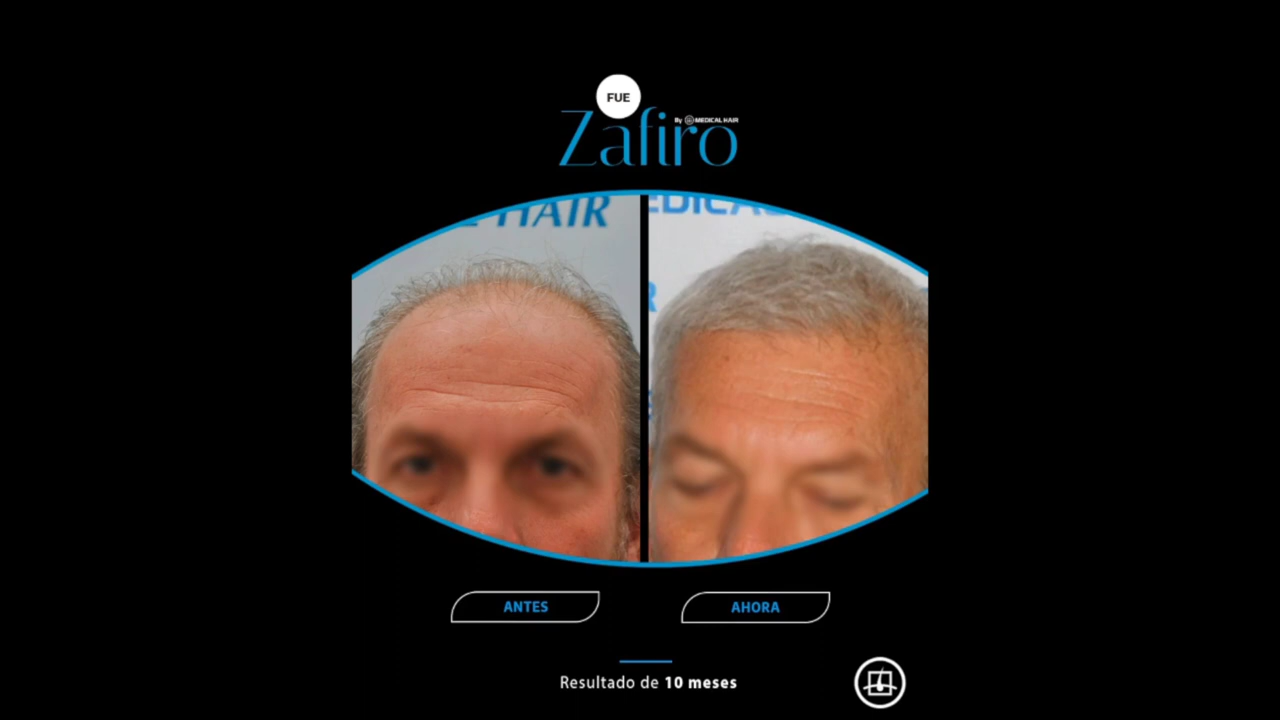 FUE
Zafiro
By MEDICAL HAIR
HAIR
EDICAL
R
ANTES
AHORA
Resultado de 10 meses